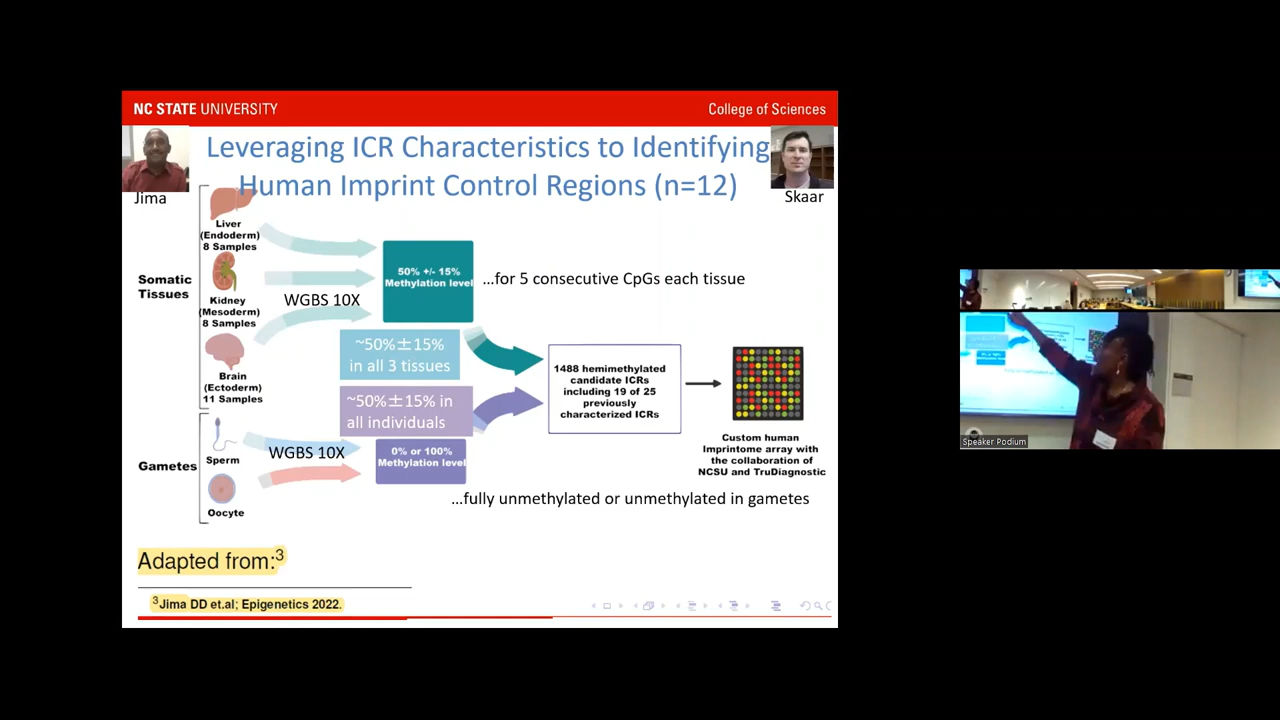 NC STATE UNIVERSITY
College of Sciences
Leveraging ICR Characteristics to Identifying
Human Imprint Control Regions (n=12)
Jima
Skaar
Somatic
Tissues
Liver
(Endoderm)
8 Samples
Kidney
(Mesoderm)
8 Samples
Brain
(Ectoderm)
11 Samples
WGBS 10X
50% +/- 15%
Methylation level
...for 5 consecutive CpGs each tissue
~50%±15%
in all 3 tissues
~50%±15% in
all individuals
1488 hemimethylated
candidate ICRs
including 19 of 25
previously
characterized ICRs
Custom human
Imprintome array with
the collaboration of
NCSU and TruDiagnostic
Gametes
Sperm
Oocyte
WGBS 10X
0% or 100%
Methylation level
...fully unmethylated or unmethylated in gametes
Adapted from:3
3Jima DD et.al; Epigenetics 2022.
Speaker Podium